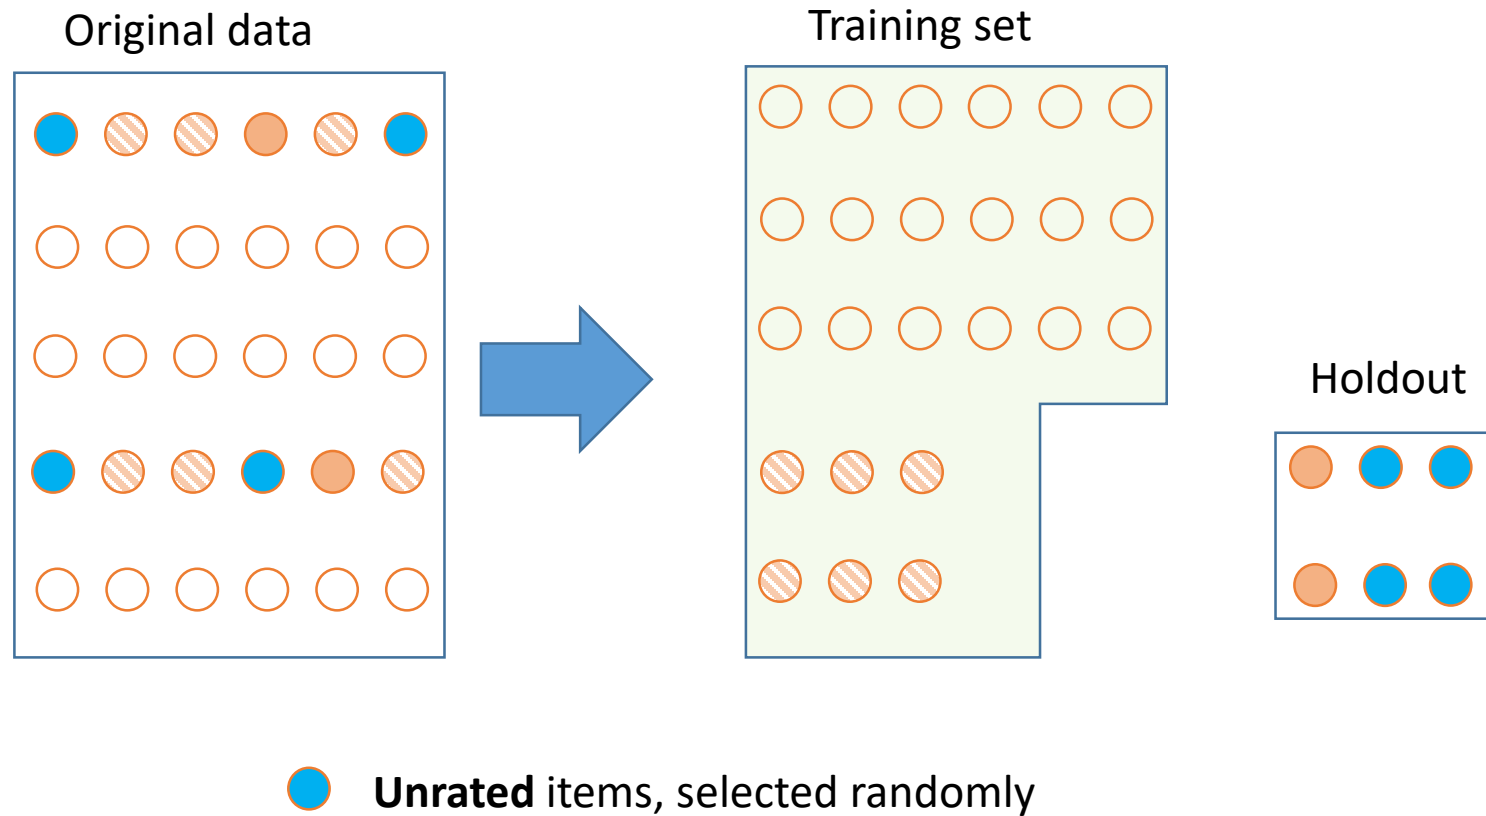 Original data
Training set
Holdout
Unrated items, selected randomly